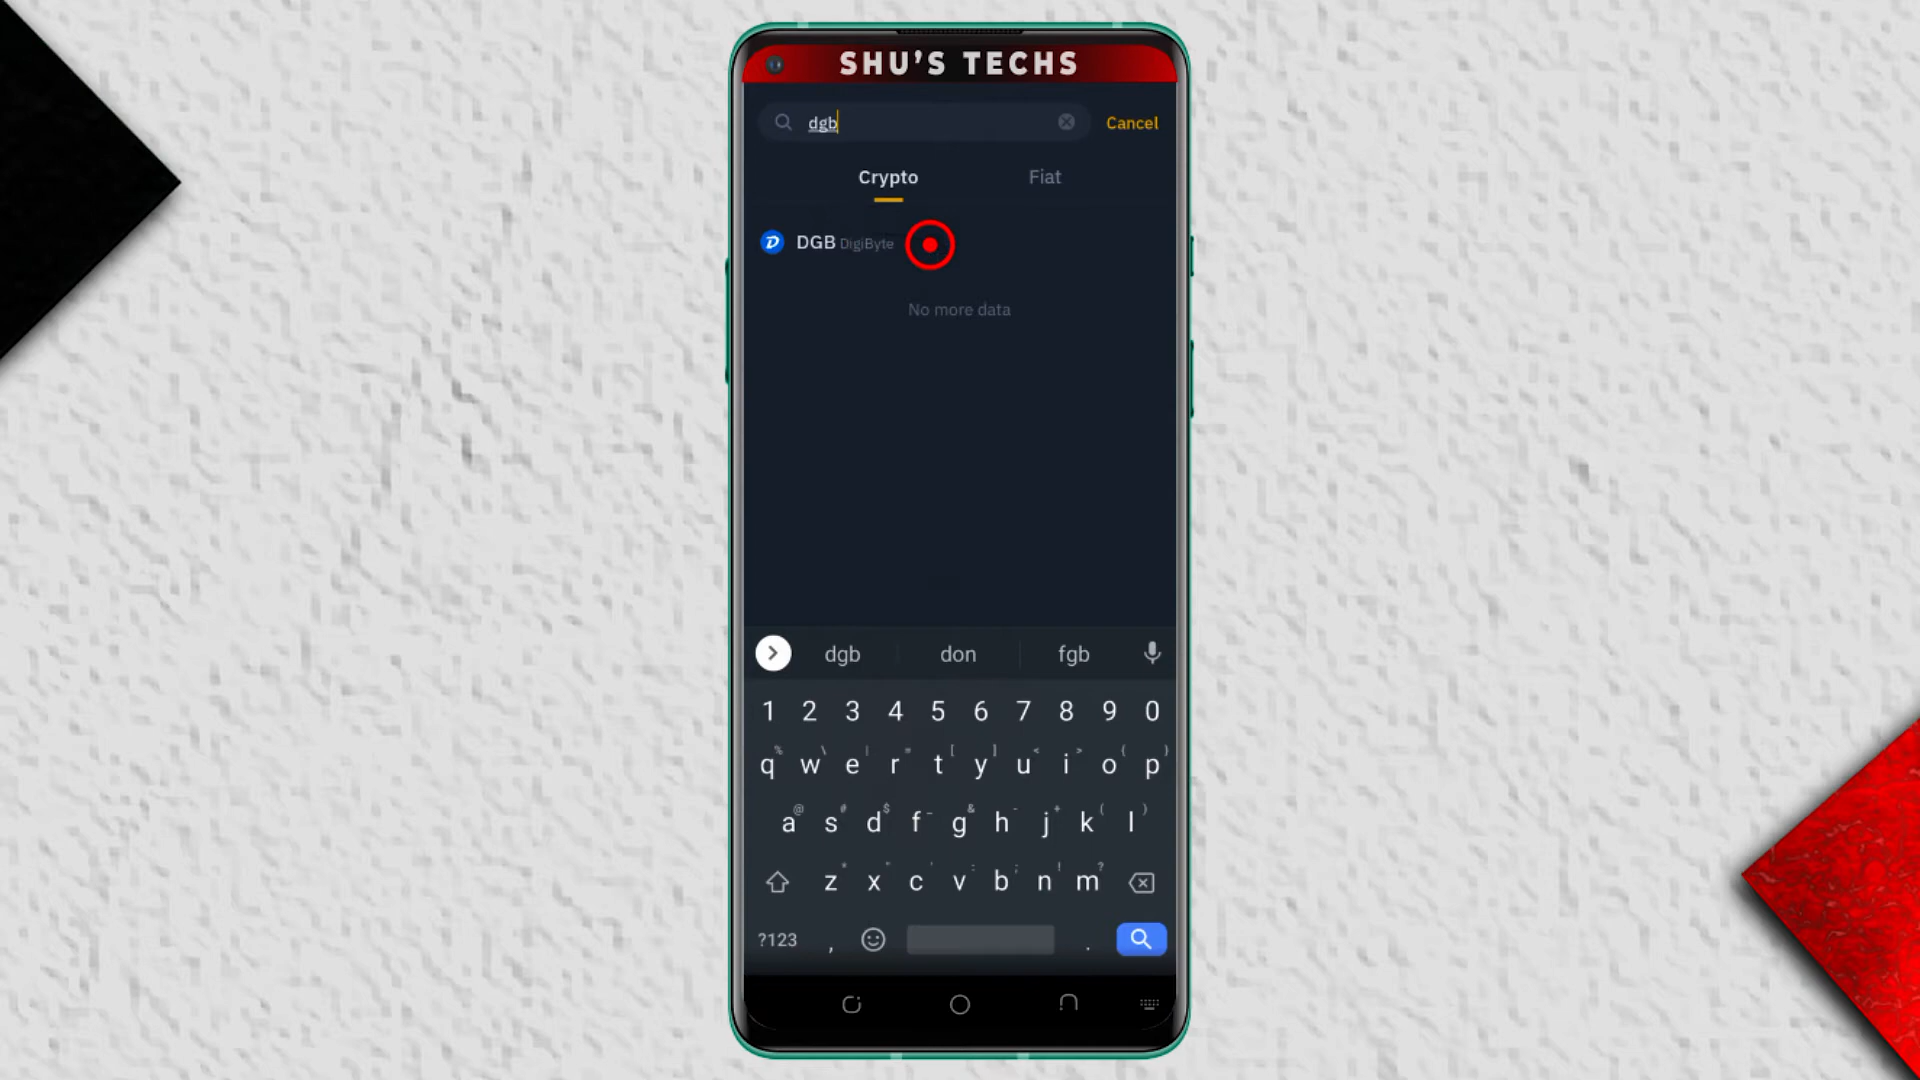 SHU'S TECHS
dgb
Cancel
Crypto
Fiat
DGB DigiByte
No more data
dgb
don
fgb
1 2 3 4 5 6 7 8 9 0
% \ | = [ ] < > ( )
q w e r t y u i o p
@ # $ _ & - + ( )
a s d f g h j k l
* " ' : ; ! ?
z x c v b n m
?123 , .